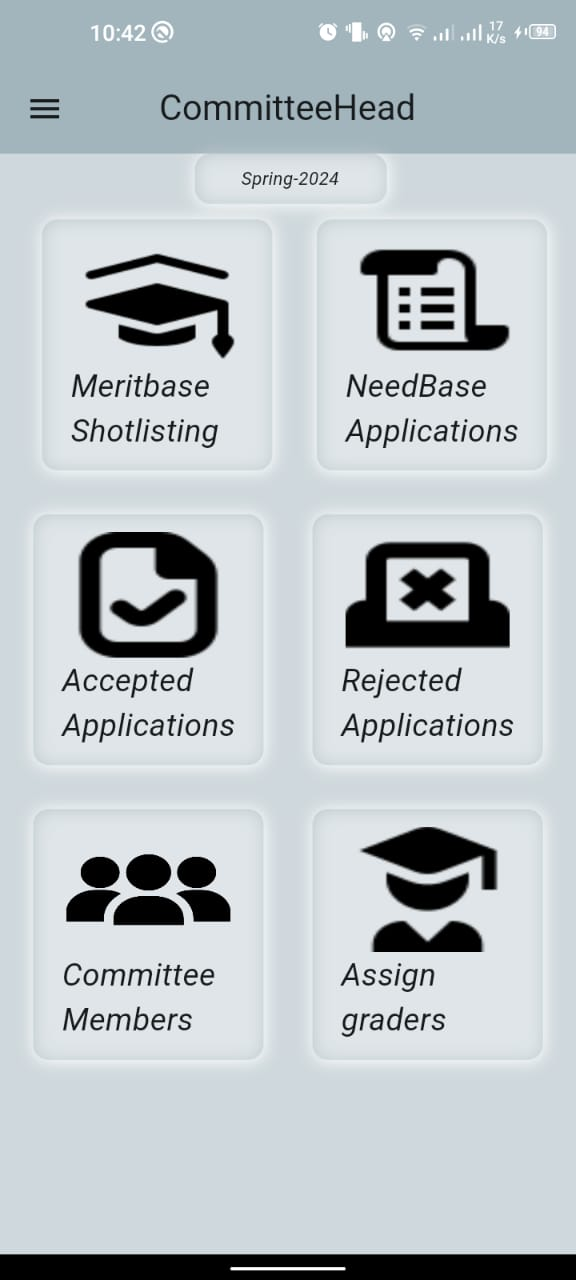 10:42
17
K/s
94
CommitteeHead
Spring-2024
Meritbase
Shotlisting
NeedBase
Applications
Accepted
Applications
Rejected
Applications
Committee
Members
Assign
graders